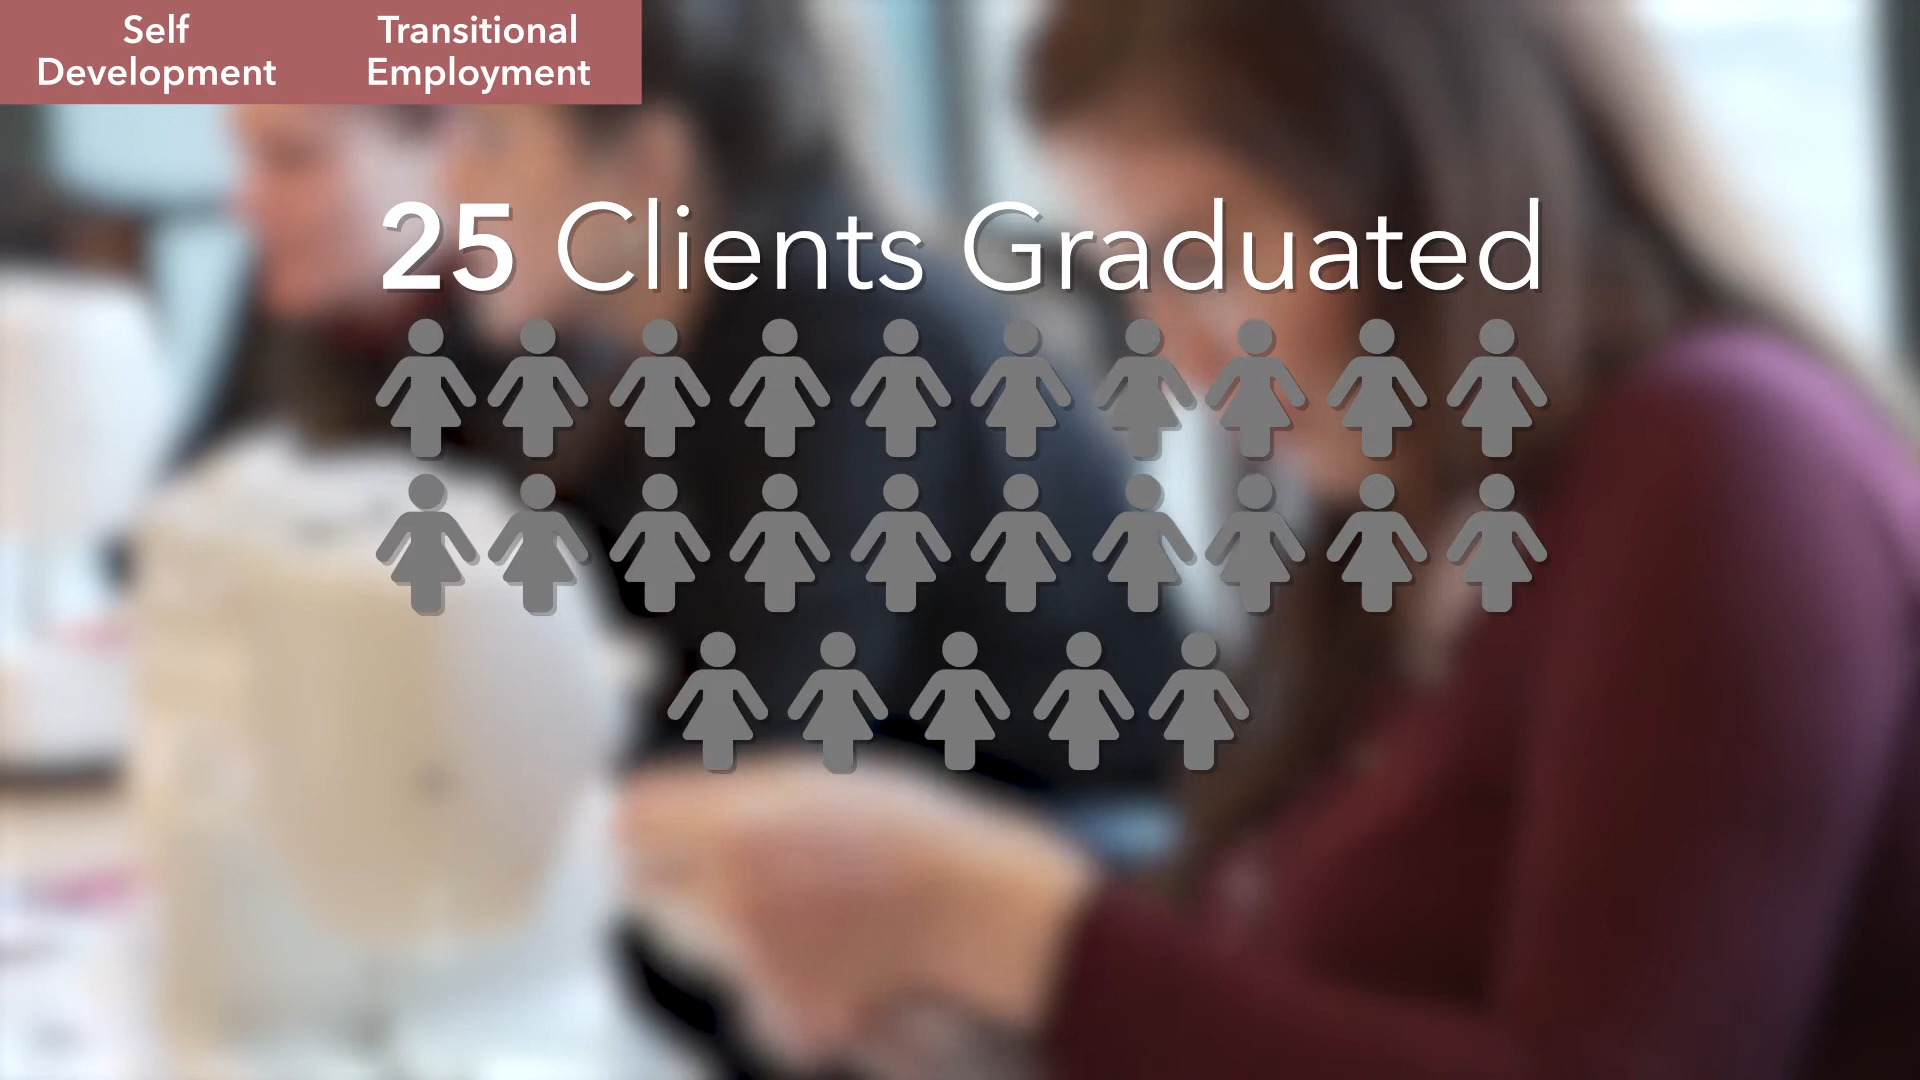 Self
Development
Transitional
Employment
25 Clients Graduated